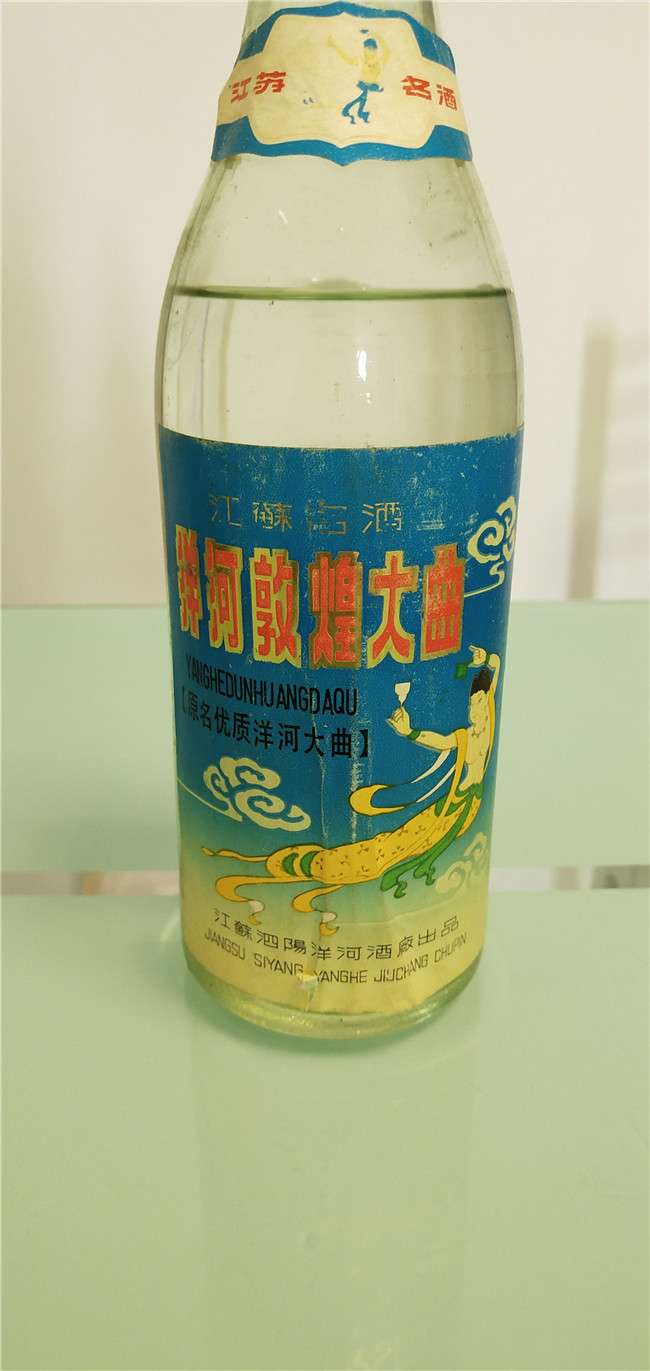 江苏 名酒
江蘇名酒
洋河敦煌大曲
YANGHEDUNHUANGDAQU
【原名优质洋河大曲】
江蘇泗陽洋河酒廠出品
JIANGSU SIYANG YANGHE JIUCHANG CHUPIN